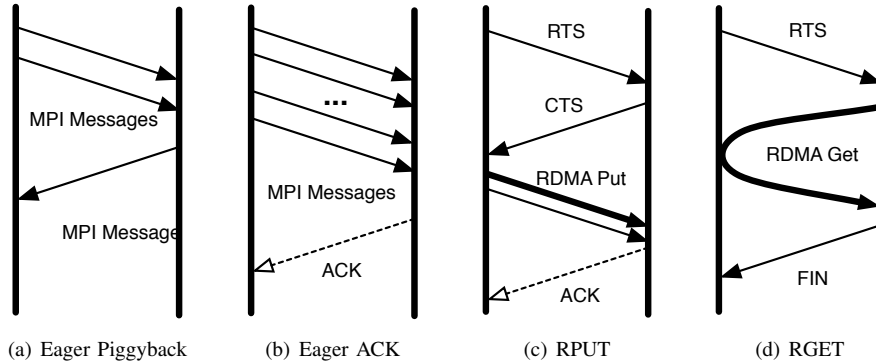 MPI Messages
MPI Message
(a) Eager Piggyback
...
MPI Messages
ACK
(b) Eager ACK
RTS
CTS
RDMA Put
ACK
(c) RPUT
RTS
RDMA Get
FIN
(d) RGET